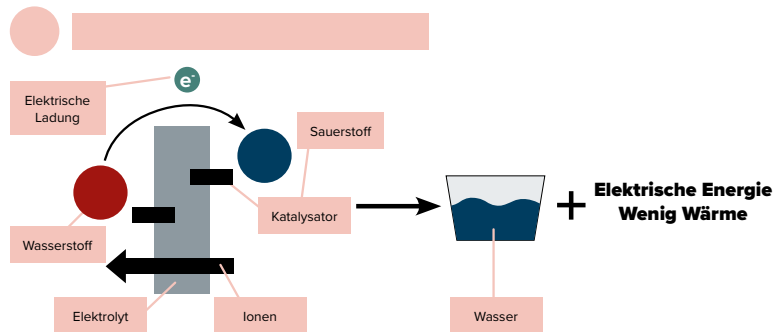 e-
Elektrische
Ladung
Sauerstoff
Katalysator
Wasserstoff
Elektrolyt
Ionen
Wasser
+
Elektrische Energie
Wenig Wärme